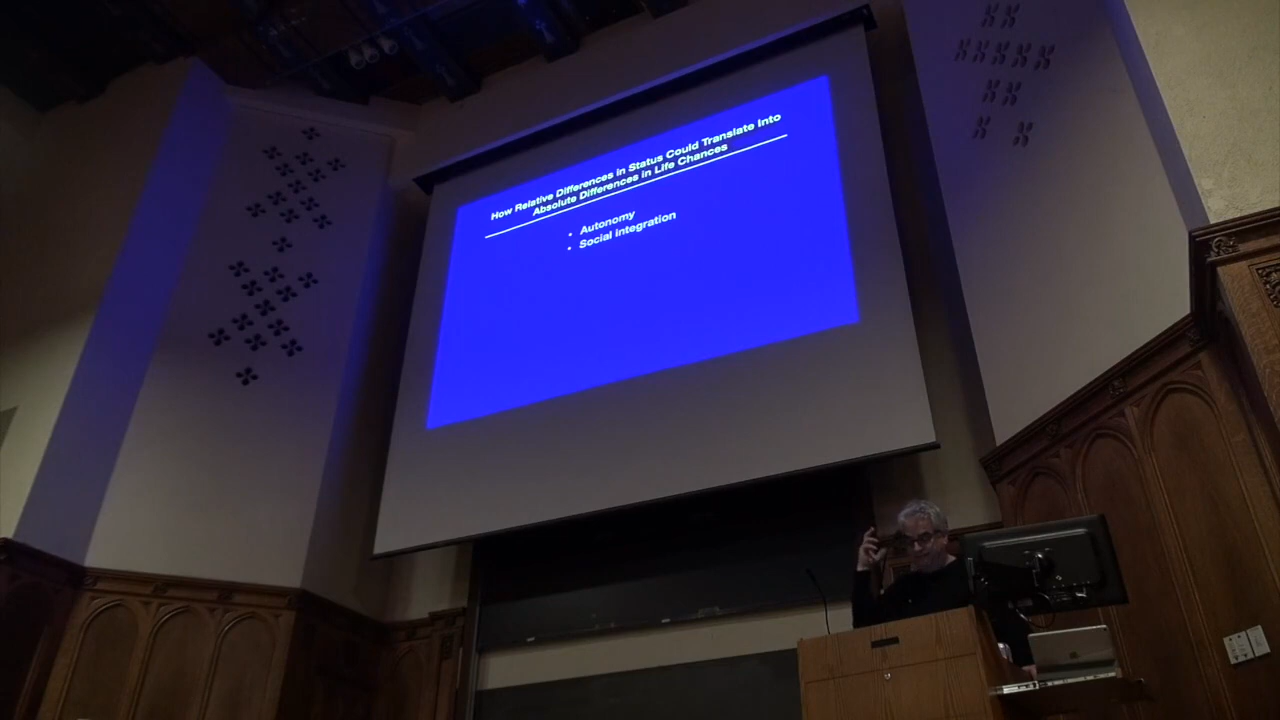 How Relative Differences in Status Could Translate Into
Absolute Differences in Life Chances
• Autonomy
• Social integration